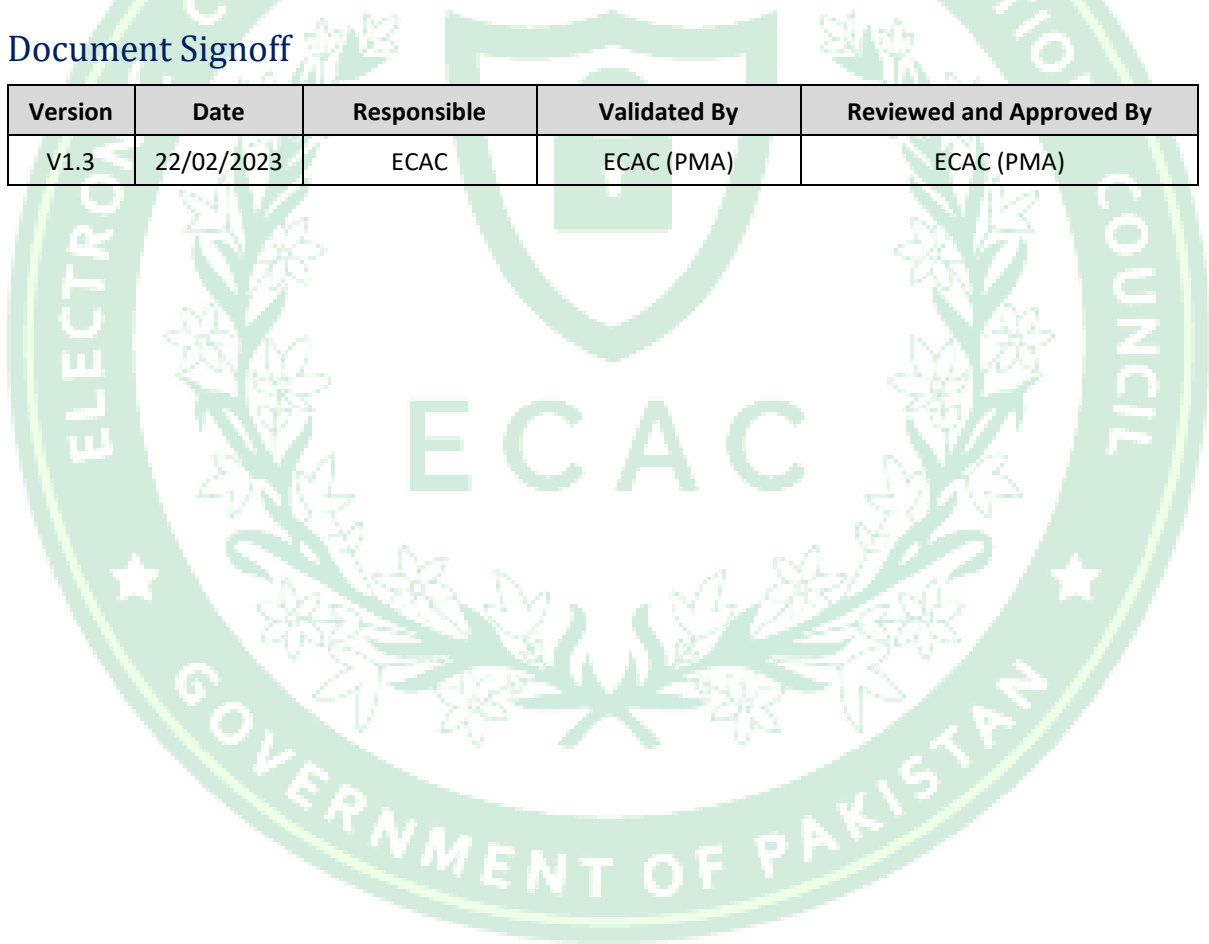 Document Signoff
Version Date Responsible Validated By Reviewed and Approved By
V1.3 22/02/2023 ECAC ECAC (PMA) ECAC (PMA)
ECAC
COUNCIL
GOVERNMENT OF PAKISTAN